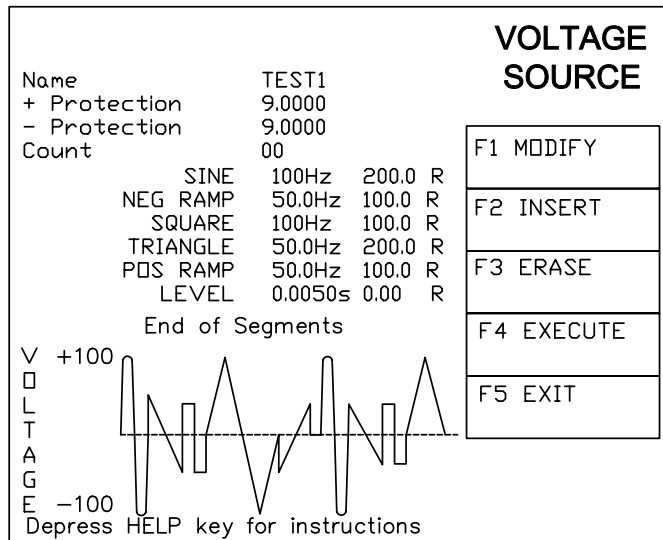 VOLTAGE
SOURCE
Name TEST1
+ Protection 9.0000
- Protection 9.0000
Count 00
SINE 100Hz 200.0 R
NEG RAMP 50.0Hz 100.0 R
SQUARE 100Hz 100.0 R
TRIANGLE 50.0Hz 200.0 R
POS RAMP 50.0Hz 100.0 R
LEVEL 0.0050s 0.00 R
End of Segments
VOLTAGE
+100
-100
Depress HELP key for instructions
F1 MODIFY
F2 INSERT
F3 ERASE
F4 EXECUTE
F5 EXIT